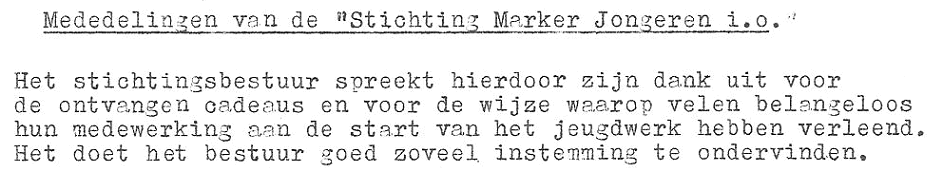 Mededelingen van de "Stichting Marker Jongeren i.o."
Het stichtingsbestuur spreekt hierdoor zijn dank uit voor
de ontvangen cadeaus en voor de wijze waarop velen belangeloos
hun medewerking aan de start van het jeugdwerk hebben verleend.
Het doet het bestuur goed zoveel instemming te ondervinden.